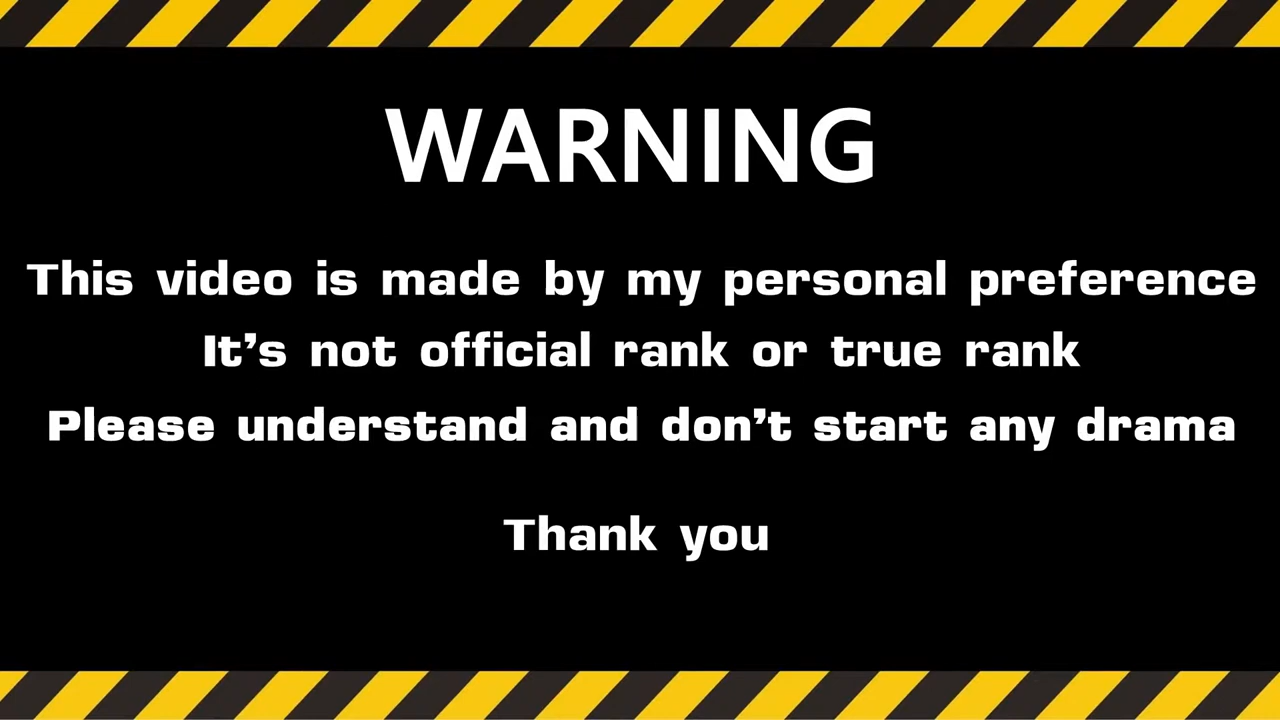 WARNING
This video is made by my personal preference
It’s not official rank or true rank
Please understand and don’t start any drama
Thank you